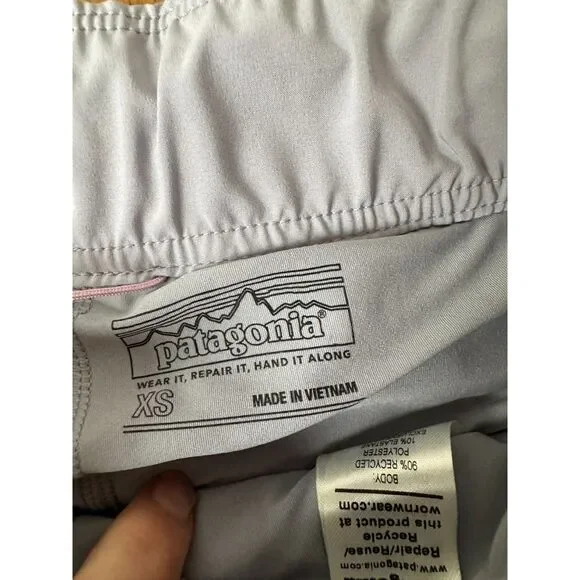 patagonia®
WEAR IT, REPAIR IT, HAND IT ALONG
XS
MADE IN VIETNAM
www.patagonia.com
Repair/Reuse/
Recycle
this product at
wornwear.com
BODY:
90% RECYCLED
POLYESTER
10% ELASTANE